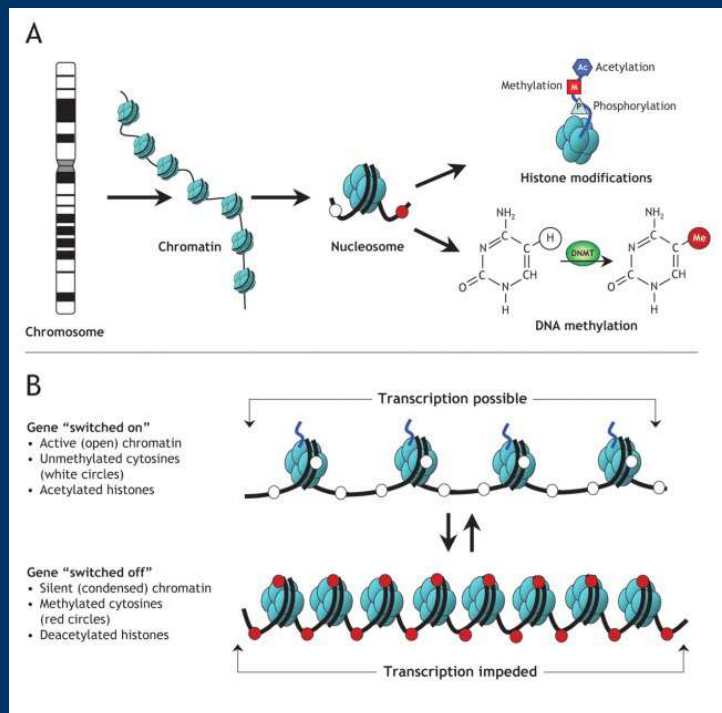 A
Ac Acetylation
Methylation M
P Phosphorylation
Histone modifications
Chromatin
Nucleosome
Chromosome
NH₂
H
N
C
C
DNMT
C
CH
O
N
H
NH₂
Me
N
C
C
C
CH
O
N
H
DNA methylation
B
Transcription possible
Gene "switched on"
• Active (open) chromatin
• Unmethylated cytosines
(white circles)
• Acetylated histones
Gene "switched off"
• Silent (condensed) chromatin
• Methylated cytosines
(red circles)
• Deacetylated histones
Transcription impeded